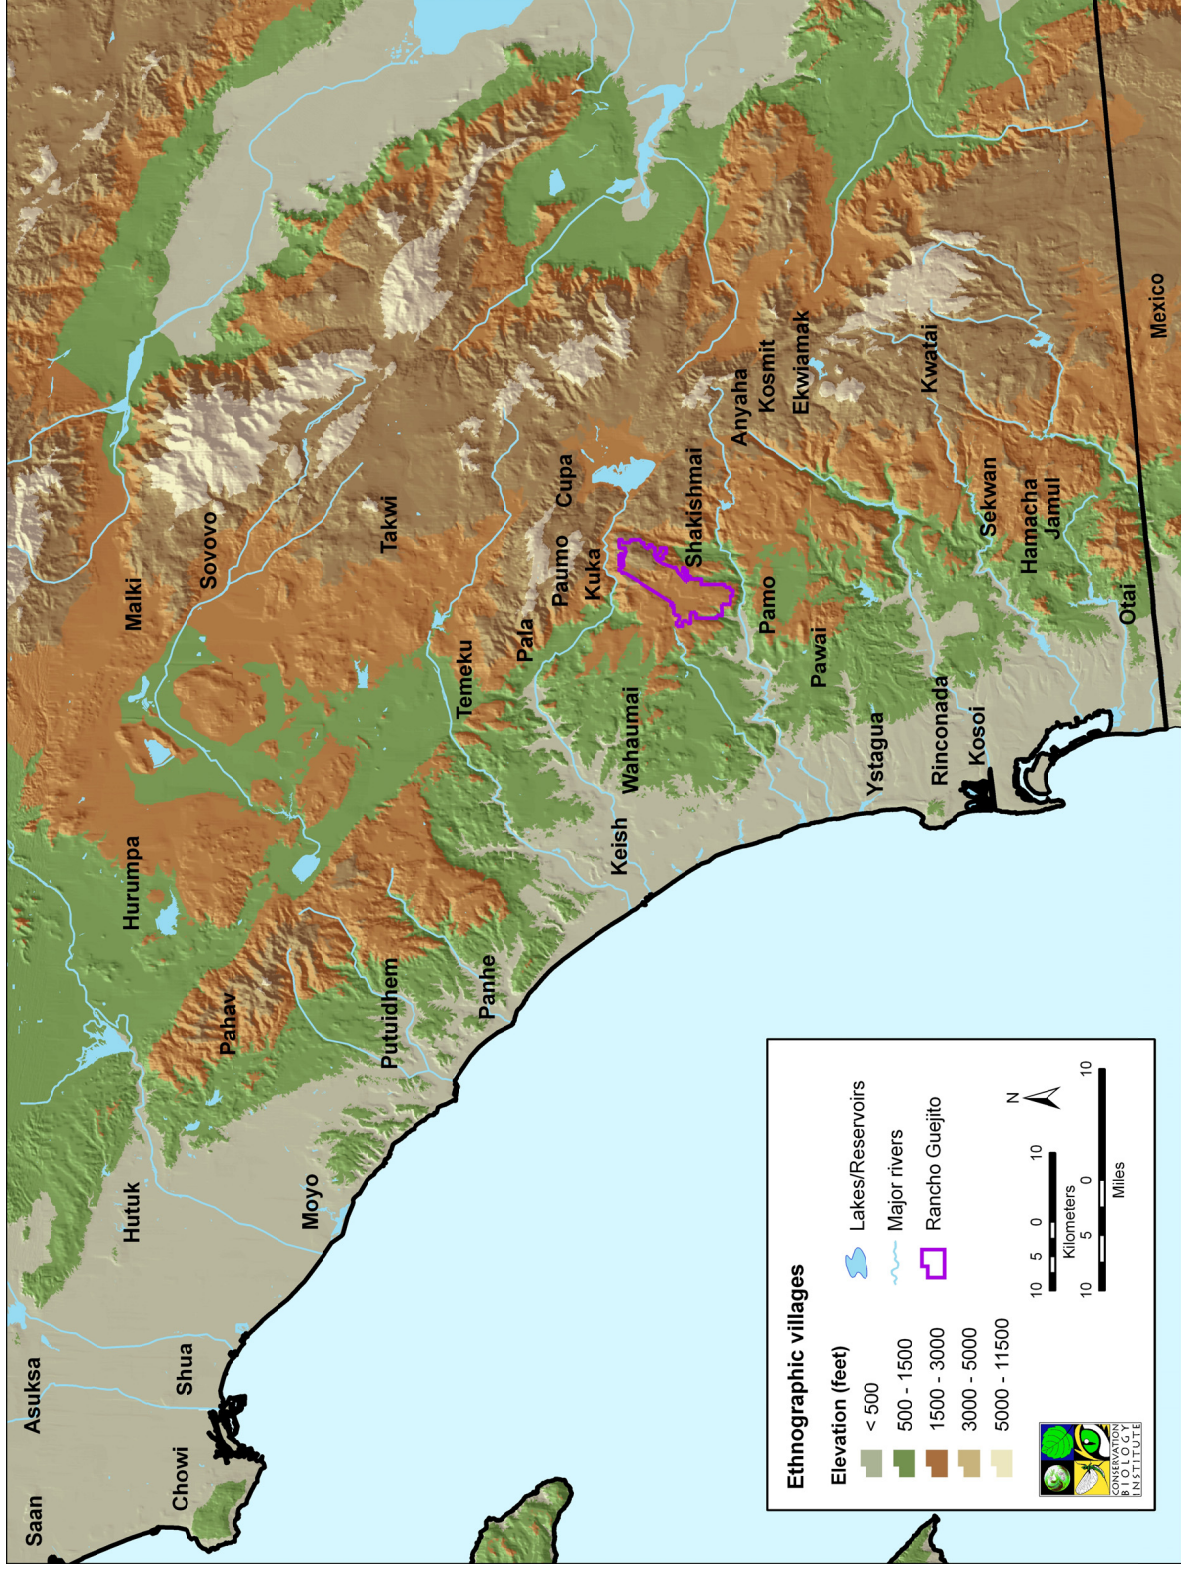 Saan
Asuksa
Chowi
Shua
Hutuk
Hurumpa
Malki
Sovovo
Pahav
Moyo
Putuidhem
Takwi
Temeku
Panhe
Pala
Paumo
Cupa
Kuka
Keish
Wahaumai
Shakishmai
Anyaha
Kosmit
Ekwiamak
Pamo
Pawai
Ystagua
Rinconada
Kosoi
Kwatai
Sekwan
Hamacha
Jamul
Otai
Mexico
Ethnographic villages
Elevation (feet)
< 500
500 - 1500
1500 - 3000
3000 - 5000
5000 - 11500
Lakes/Reservoirs
Major rivers
Rancho Guejito
N
10 5 0 10
Kilometers
10 5 0 10
Miles
CONSERVATION
BIOLOGY
INSTITUTE